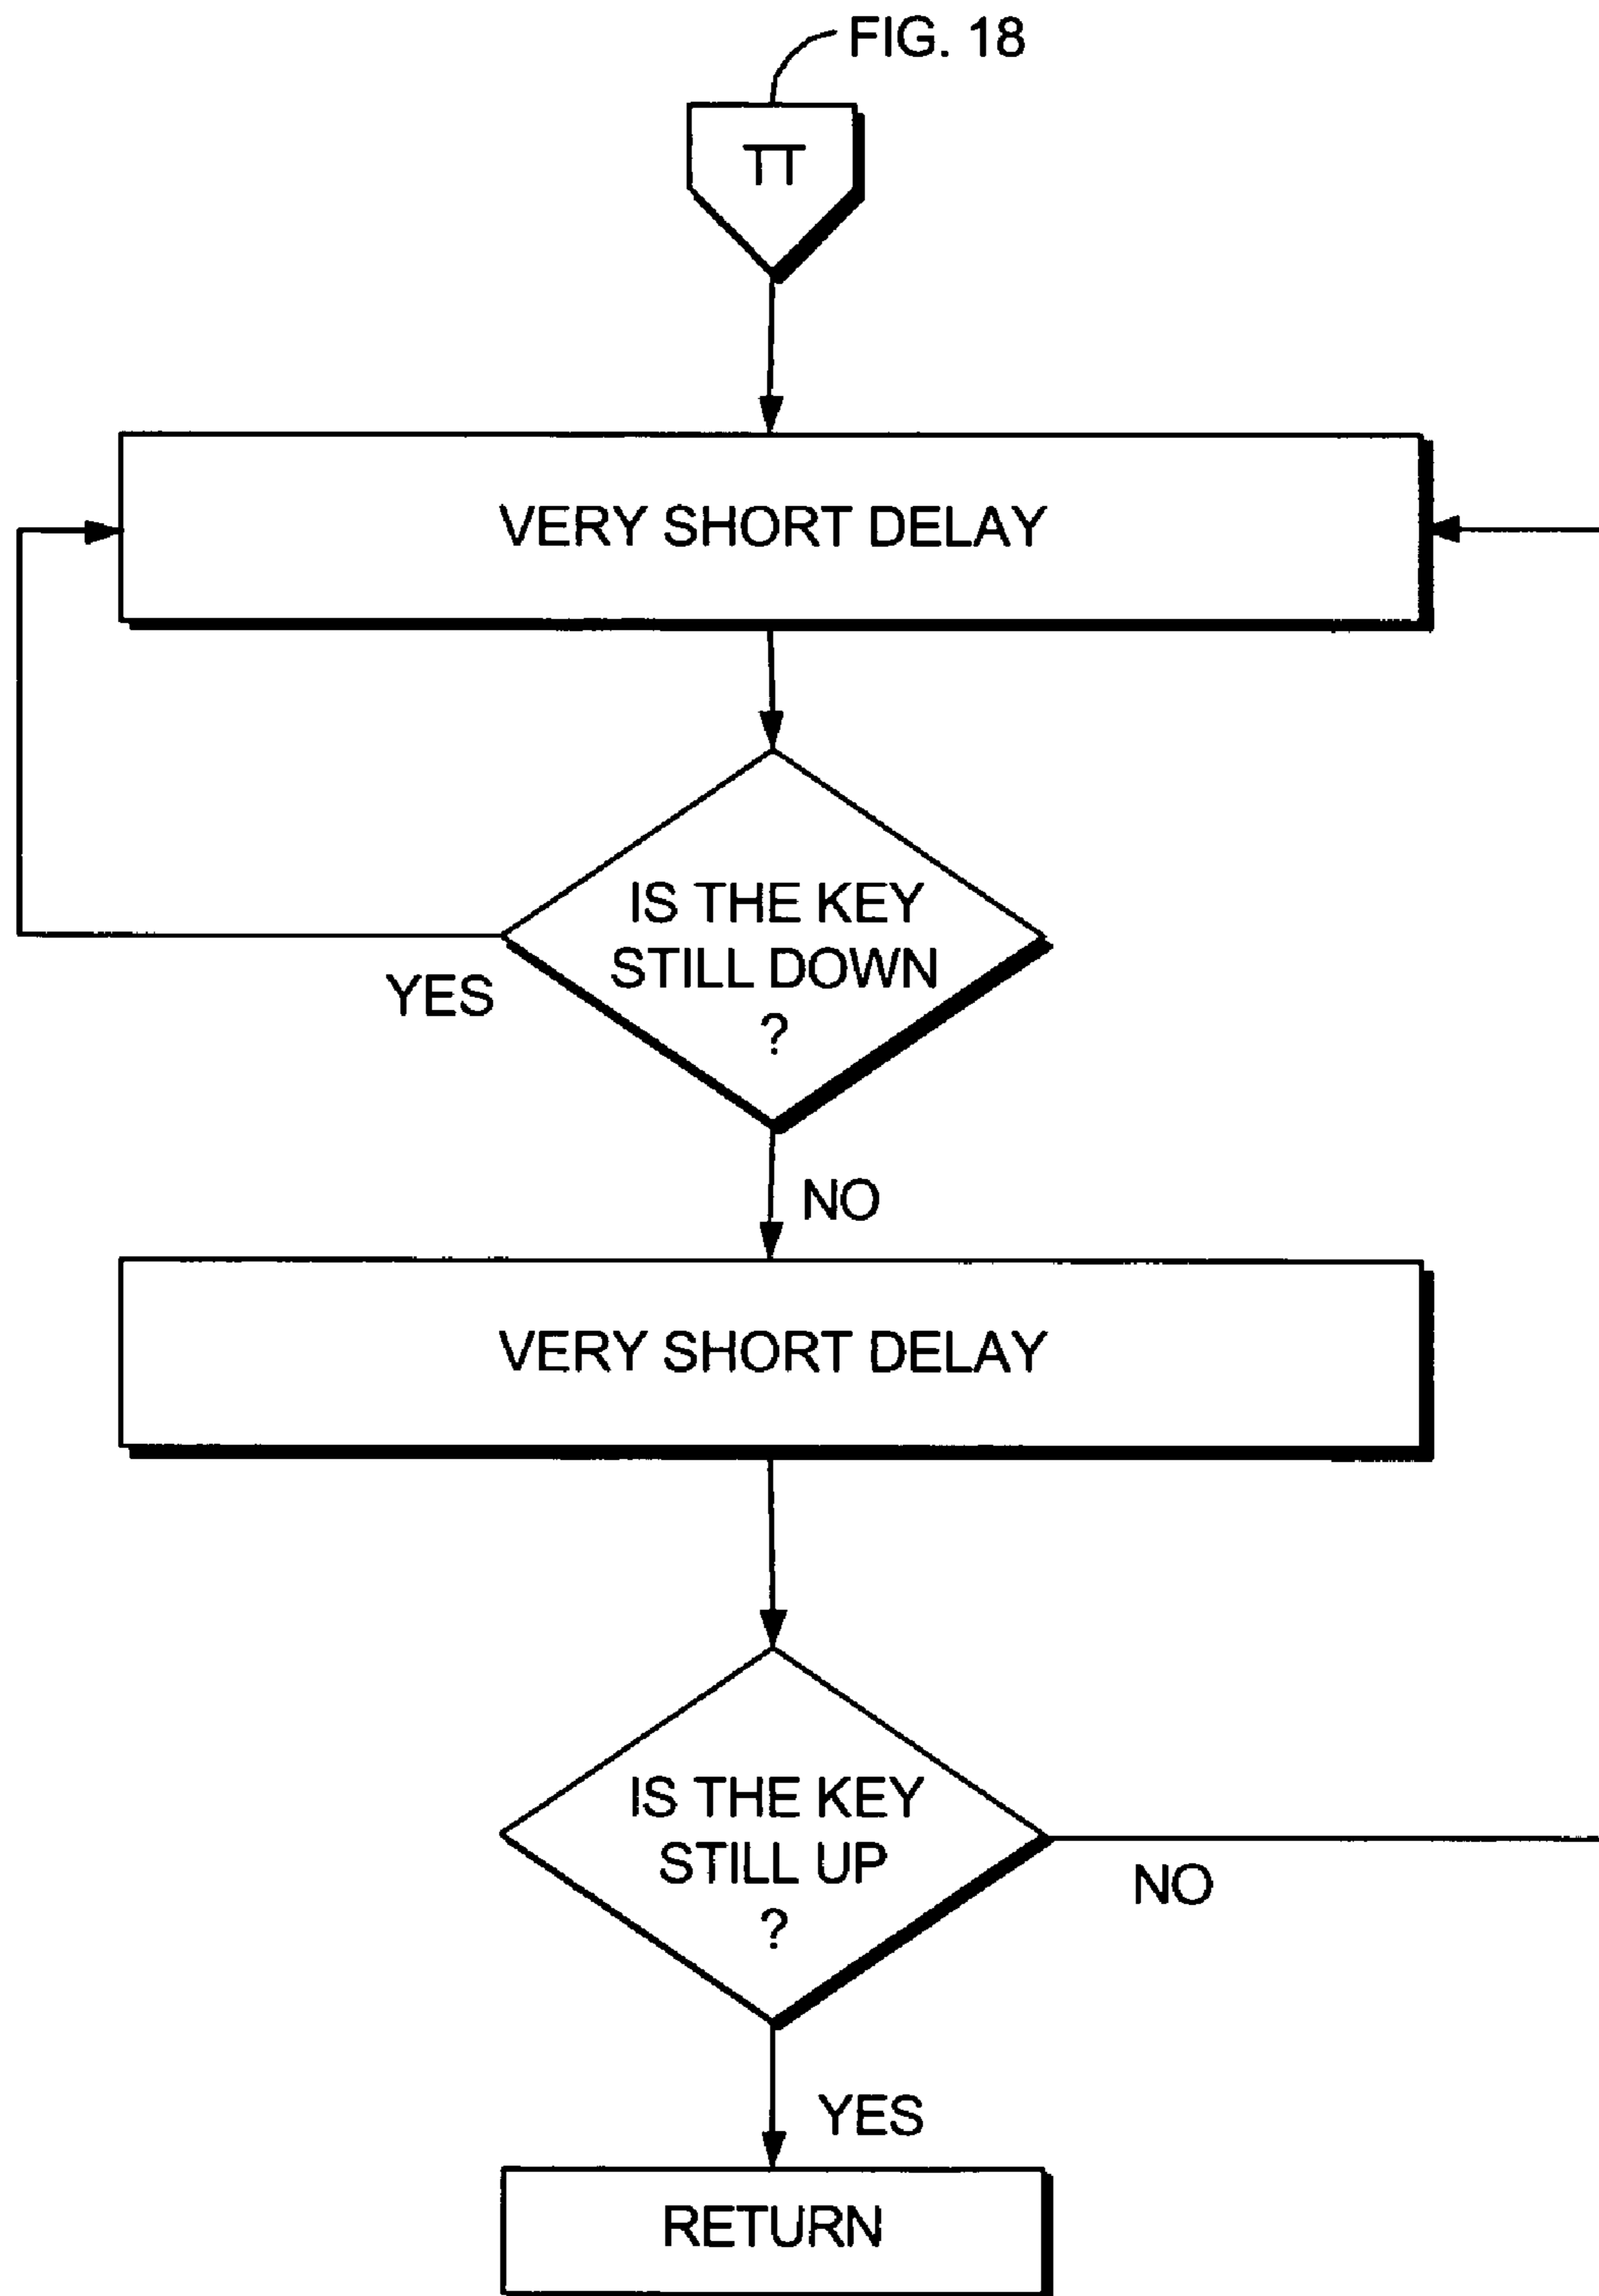 FIG. 18
TT
VERY SHORT DELAY
IS THE KEY
STILL DOWN
?
YES
NO
VERY SHORT DELAY
IS THE KEY
STILL UP
?
NO
YES
RETURN